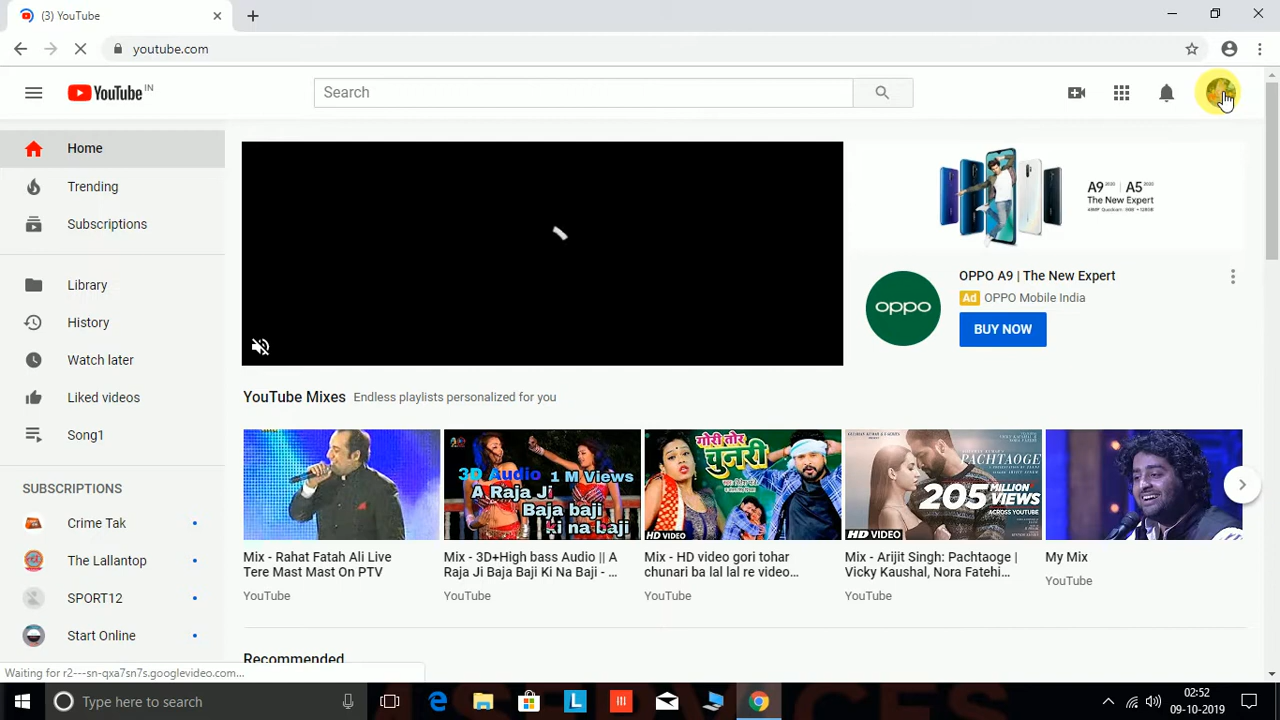 (3) YouTube
youtube.com
YouTube IN
Search
Home
Trending
Subscriptions
Library
History
Watch later
Liked videos
Song1
SUBSCRIPTIONS
Crime Tak
The Lallantop
SPORT12
Start Online
A9 2020 | A5 2020
The New Expert
oppo
OPPO A9 | The New Expert
Ad OPPO Mobile India
BUY NOW
YouTube Mixes Endless playlists personalized for you
3D Audio 1 M Views
A Raja Ji
Baja baji
i na Laji
गोरी तोर
चुनरी
HD VIDEO
PACHTAOGE
205 MILLION VIEWS
ACROSS YOUTUBE
HD VIDEO
Mix - Rahat Fatah Ali Live
Tere Mast Mast On PTV
YouTube
Mix - 3D+High bass Audio || A
Raja Ji Baja Baji Ki Na Baji - ...
YouTube
Mix - HD video gori tohar
chunari ba lal lal re video...
YouTube
Mix - Arijit Singh: Pachtaoge |
Vicky Kaushal, Nora Fatehi...
YouTube
My Mix
YouTube
Recommended
Waiting for r2---sn-qxa7sn7s.googlevideo.com...
Type here to search
02:52
09-10-2019